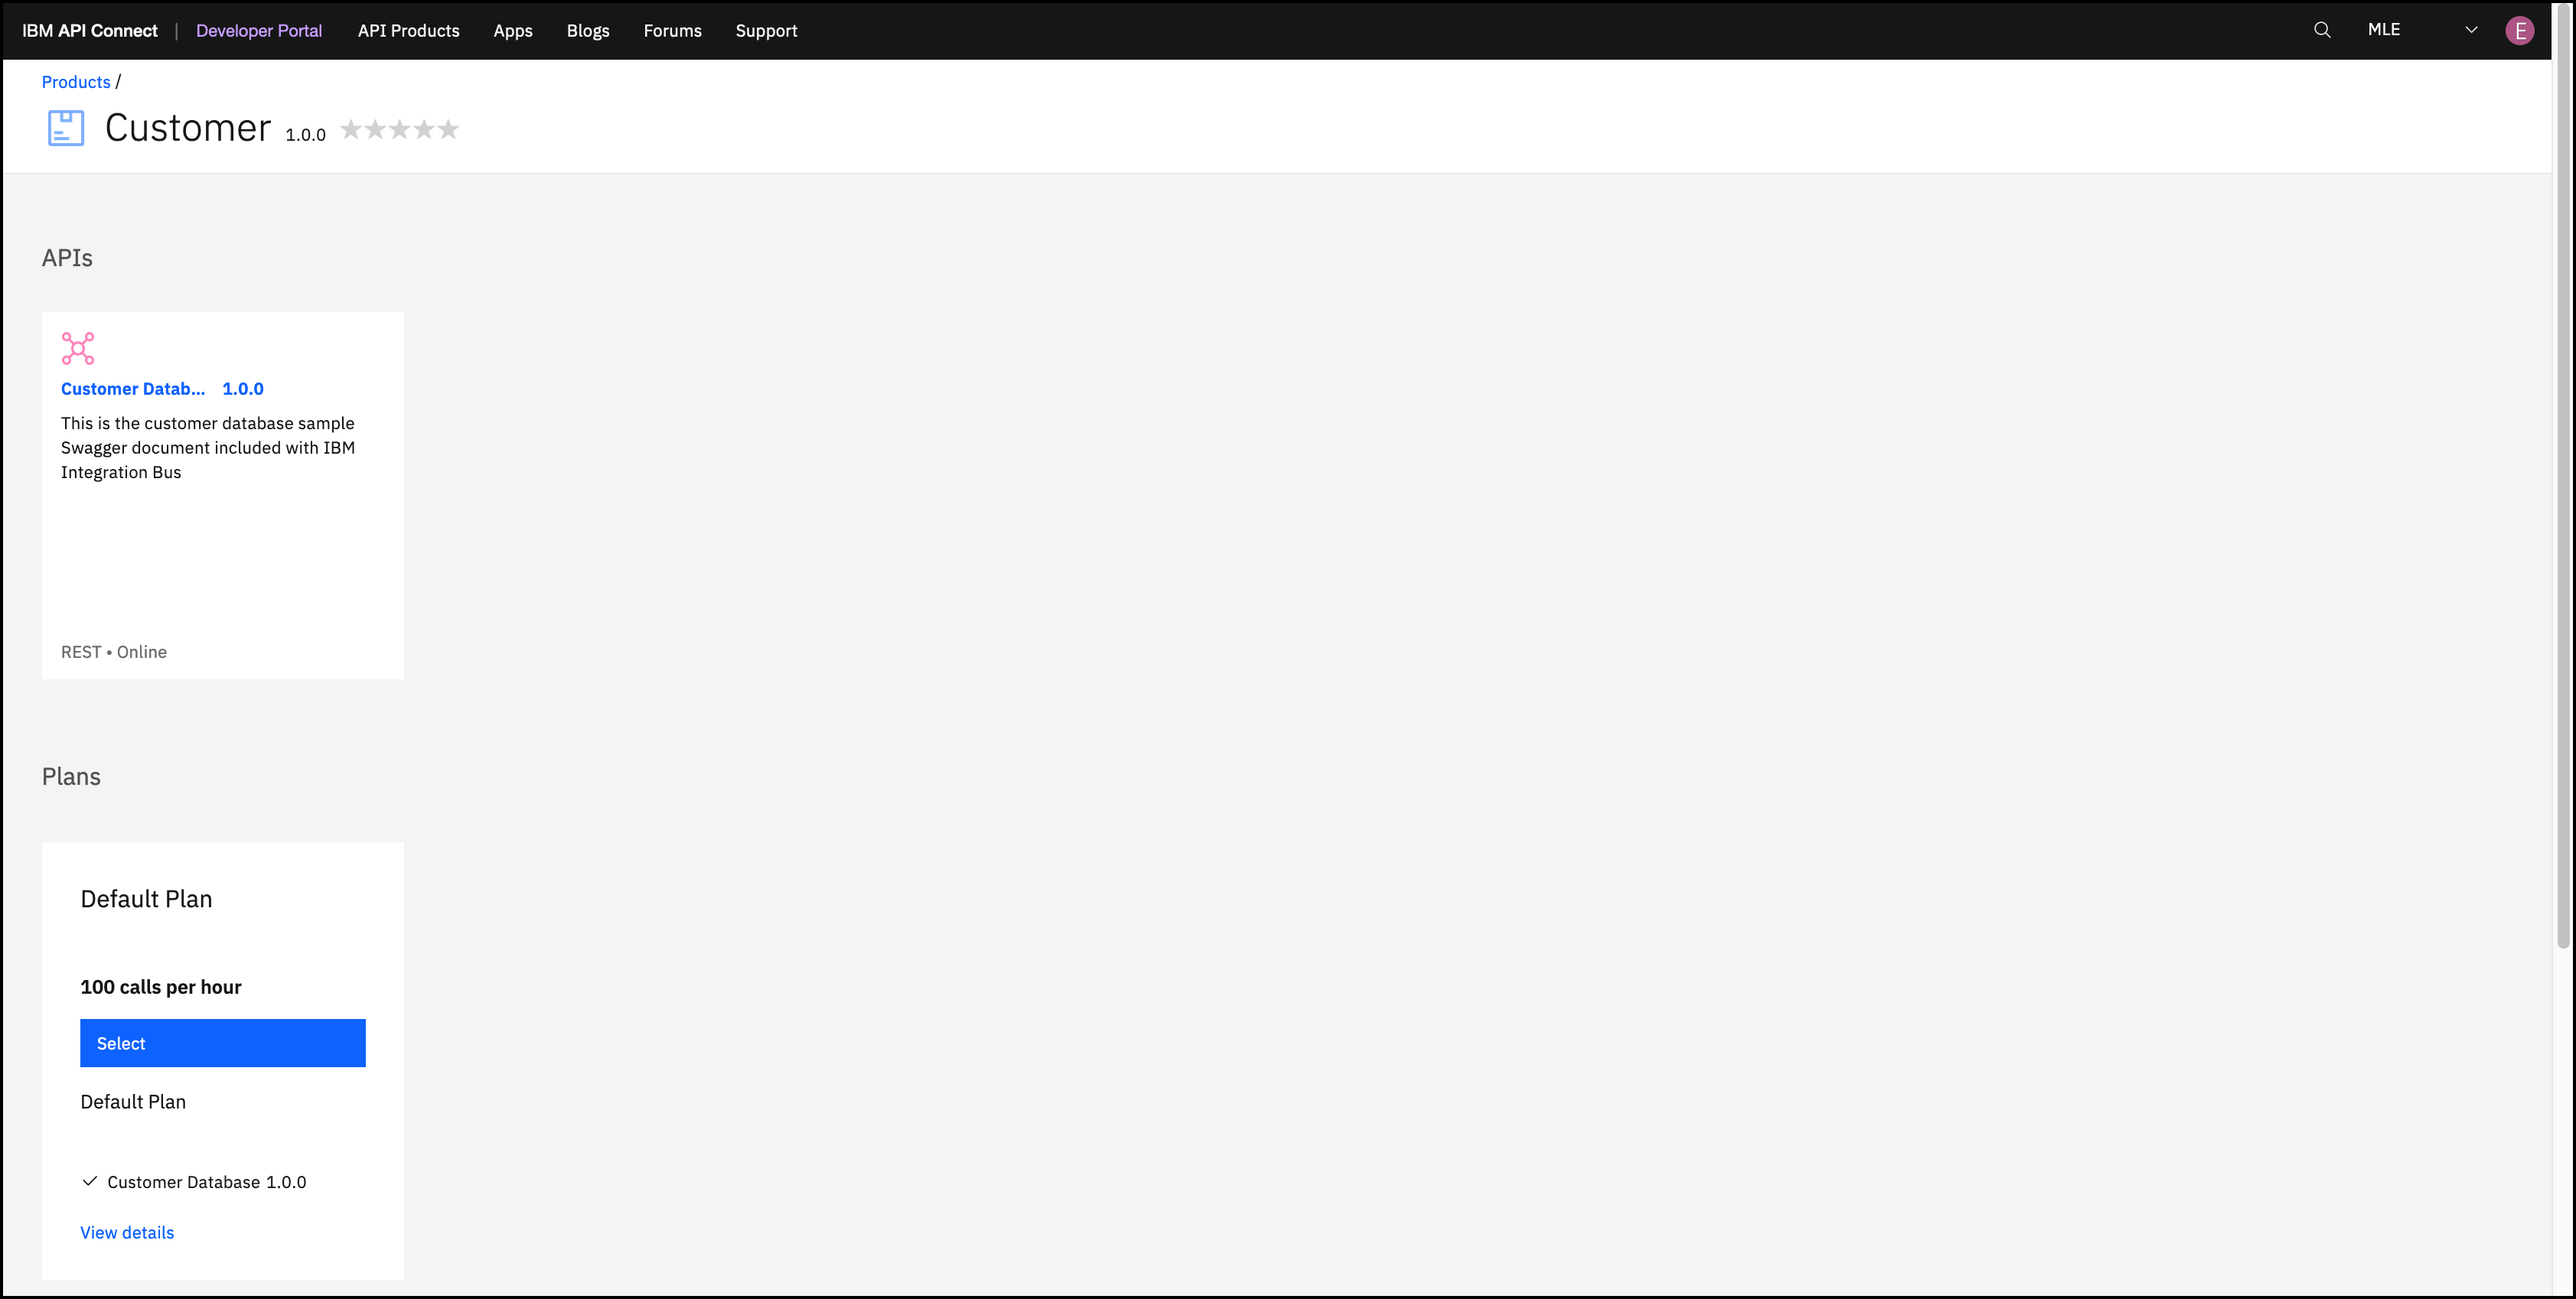 IBM API Connect | Developer Portal API Products Apps Blogs Forums Support MLE E
Products /
Customer 1.0.0
APIs
Customer Datab... 1.0.0
This is the customer database sample
Swagger document included with IBM
Integration Bus
REST • Online
Plans
Default Plan
100 calls per hour
Select
Default Plan
Customer Database 1.0.0
View details